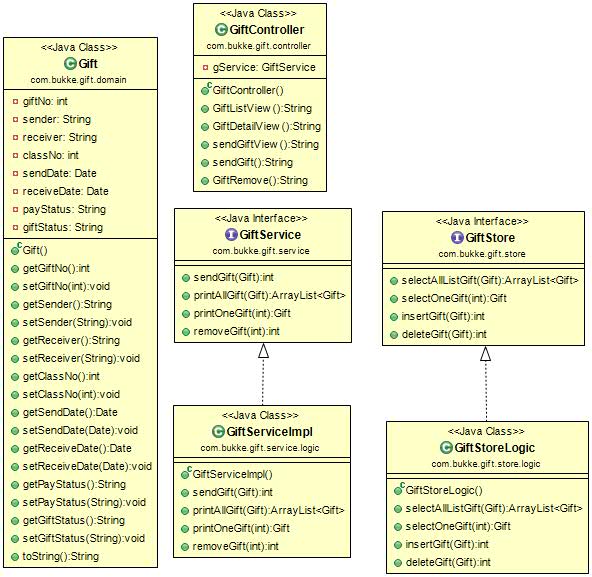 <<Java Class>>
Gift
com.bukke.gift.domain
giftNo: int
sender: String
receiver: String
classNo: int
sendDate: Date
receiveDate: Date
payStatus: String
giftStatus: String
Gift()
getGiftNo():int
setGiftNo(int):void
getSender():String
setSender(String):void
getReceiver():String
setReceiver(String):void
getClassNo():int
setClassNo(int):void
getSendDate():Date
setSendDate(Date):void
getReceiveDate():Date
setReceiveDate(Date):void
getPayStatus():String
setPayStatus(String):void
getGiftStatus():String
setGiftStatus(String):void
toString():String
<<Java Class>>
GiftController
com.bukke.gift.controller
gService: GiftService
GiftController()
GiftListView ():String
GiftDetailView ():String
sendGiftView ():String
sendGift():String
GiftRemove():String
<<Java Interface>>
GiftService
com.bukke.gift.service
sendGift(Gift):int
printAllGift(Gift):ArrayList<Gift>
printOneGift(int):Gift
removeGift(int):int
<<Java Class>>
GiftServiceImpl
com.bukke.gift.service.logic
GiftServiceImpl()
sendGift(Gift):int
printAllGift(Gift):ArrayList<Gift>
printOneGift(int):Gift
removeGift(int):int
<<Java Interface>>
GiftStore
com.bukke.gift.store
selectAllListGift(Gift):ArrayList<Gift>
selectOneGift(int):Gift
insertGift(Gift):int
deleteGift(Gift):int
<<Java Class>>
GiftStoreLogic
com.bukke.gift.store.logic
GiftStoreLogic()
selectAllListGift(Gift):ArrayList<Gift>
selectOneGift(int):Gift
insertGift(Gift):int
deleteGift(Gift):int